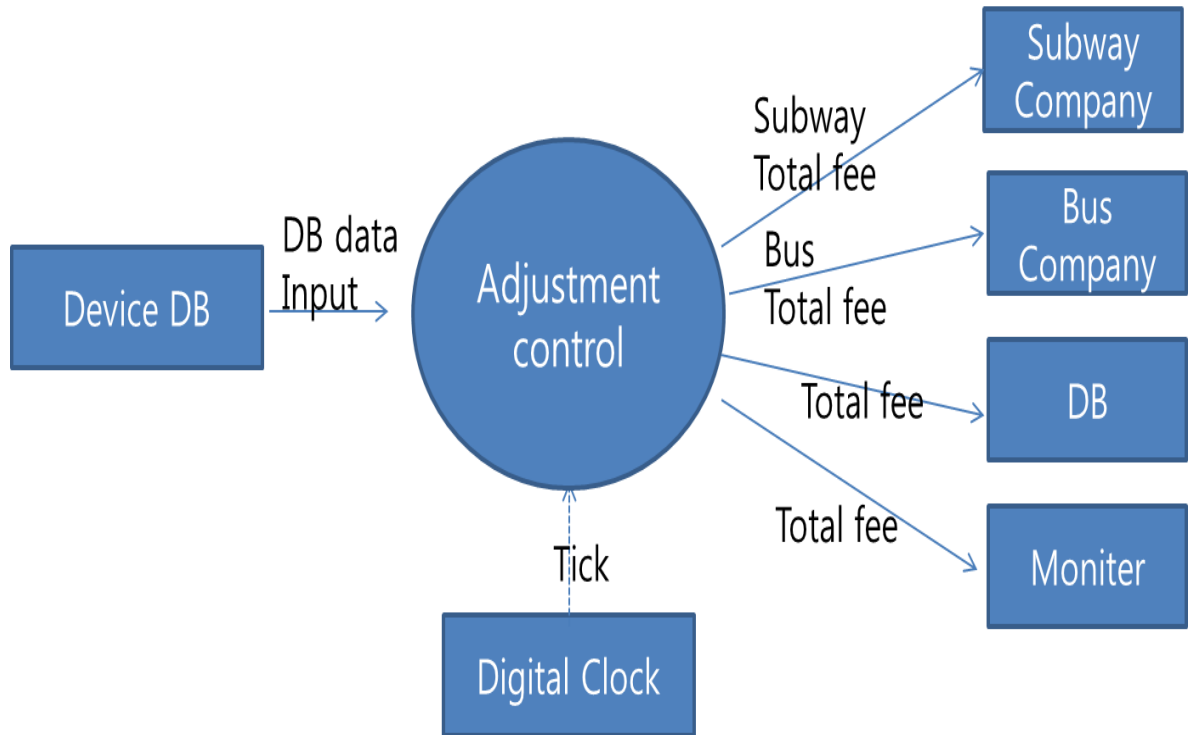 Subway
Company
Subway
Total fee
Bus
Company
Bus
Total fee
DB data
Input
Device DB
Adjustment
control
Total fee
DB
Total fee
Moniter
Tick
Digital Clock